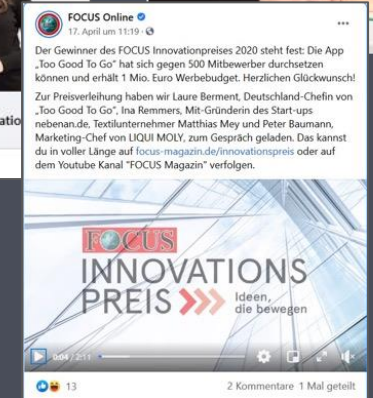 FOCUS Online
17. April um 11:19 ·
Der Gewinner des FOCUS Innovationpreises 2020 steht fest: Die App
„Too Good To Go" hat sich gegen 500 Mitbewerber durchsetzen
können und erhält 1 Mio. Euro Werbebudget. Herzlichen Glückwunsch!
Zur Preisverleihung haben wir Laure Berment, Deutschland-Chefin von
„Too Good To Go", Ina Remmers, Mit-Gründerin des Start-ups
nebenan.de, Textilunternehmer Matthias Mey und Peter Baumann,
Marketing-Chef von LIQUI MOLY, zum Gespräch geladen. Das kannst
du in voller Länge auf focus-magazin.de/innovationspreis oder auf
dem Youtube Kanal "FOCUS Magazin" verfolgen.
FOCUS
INNOVATIONS
PREIS
Ideen,
die bewegen
0:04 / 2:11
13
2 Kommentare 1 Mal geteilt